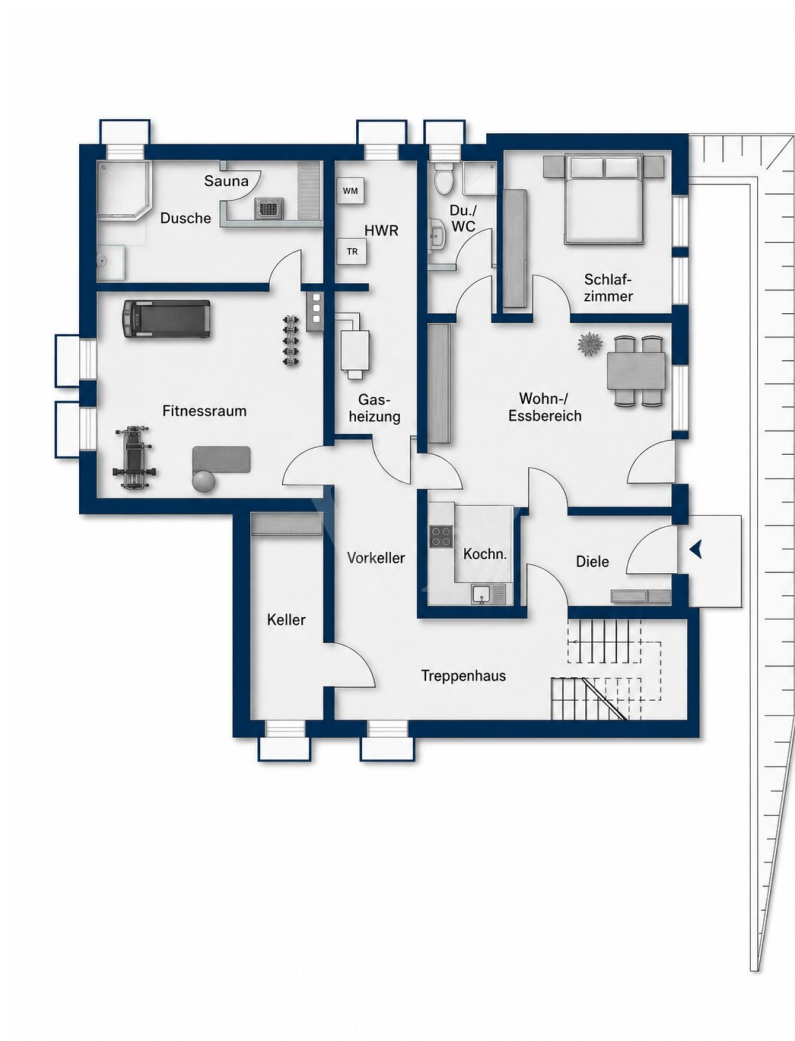 Sauna
Dusche
WM
TR
HWR
Du./
WC
Schlaf-
zimmer
Gas-
heizung
Fitnessraum
Wohn-/
Essbereich
Vorkeller
Kochn.
Diele
Keller
Treppenhaus